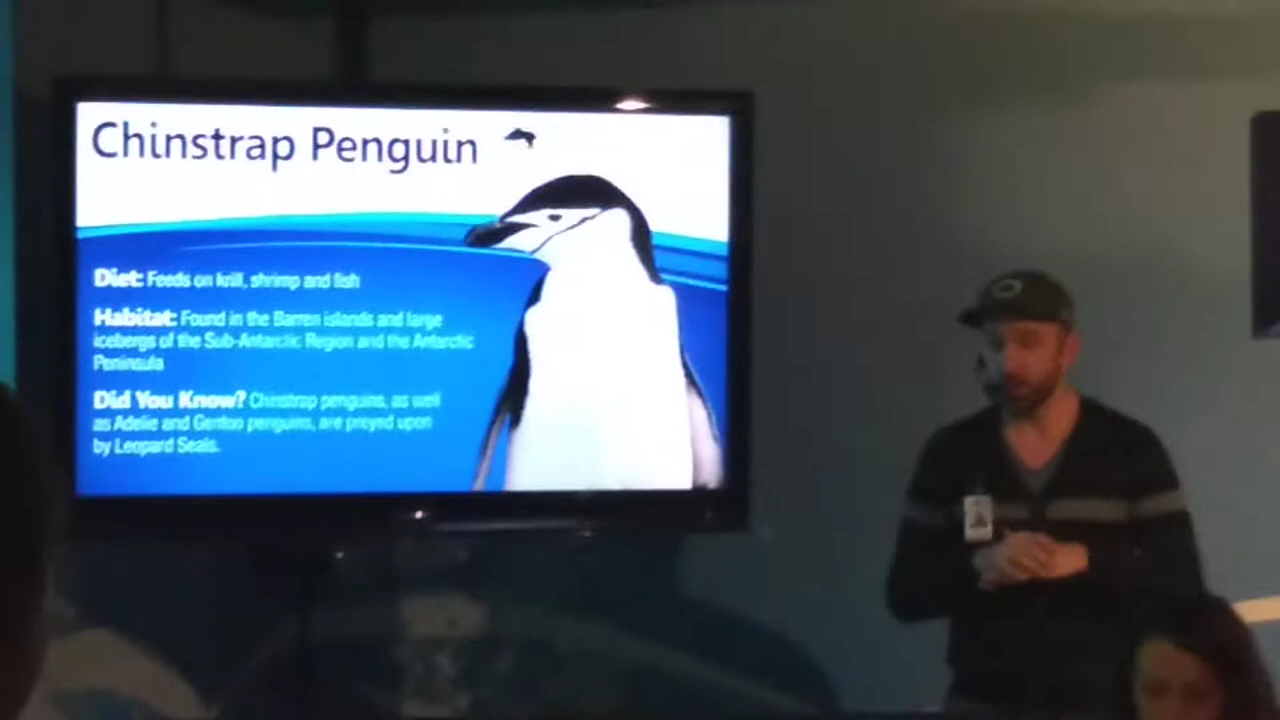 Chinstrap Penguin
Diet: Feeds on krill, shrimp and fish
Habitat: Found in the Barren islands and large
icebergs of the Sub-Antarctic Region and the Antarctic
Peninsula
Did You Know? Chinstrap penguins, as well
as Adelie and Gentoo penguins, are preyed upon
by Leopard Seals.